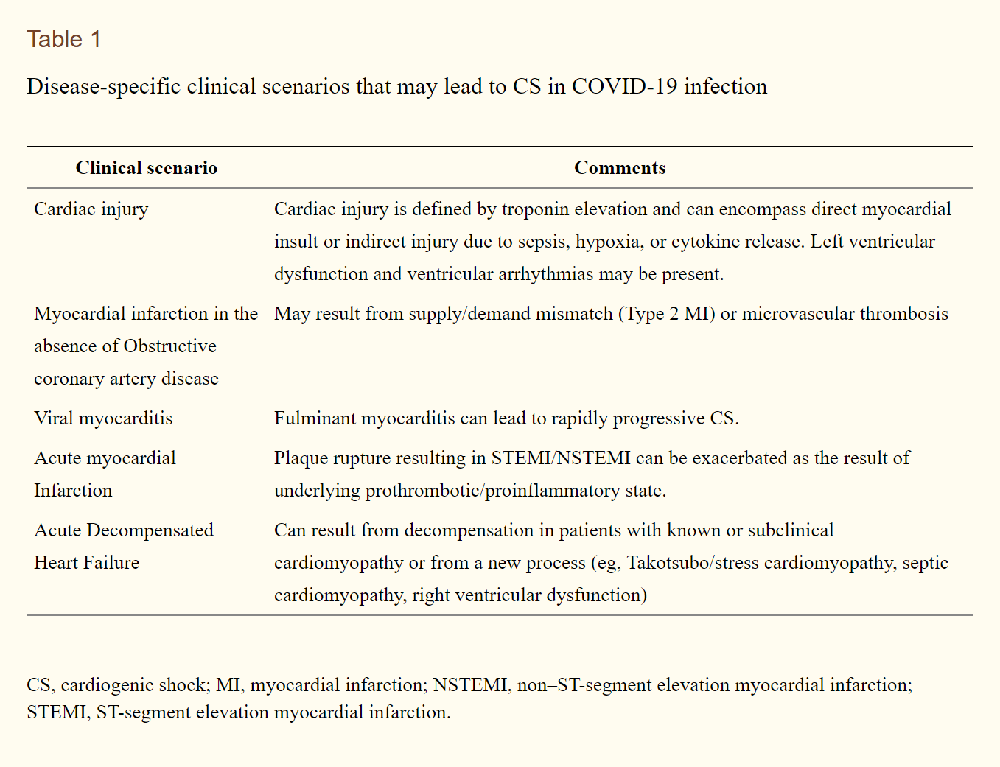 Table 1
Disease-specific clinical scenarios that may lead to CS in COVID-19 infection
Clinical scenario Comments
Cardiac injury Cardiac injury is defined by troponin elevation and can encompass direct myocardial
insult or indirect injury due to sepsis, hypoxia, or cytokine release. Left ventricular
dysfunction and ventricular arrhythmias may be present.
Myocardial infarction in the May result from supply/demand mismatch (Type 2 MI) or microvascular thrombosis
absence of Obstructive
coronary artery disease
Viral myocarditis Fulminant myocarditis can lead to rapidly progressive CS.
Acute myocardial Plaque rupture resulting in STEMI/NSTEMI can be exacerbated as the result of
Infarction underlying prothrombotic/proinflammatory state.
Acute Decompensated Can result from decompensation in patients with known or subclinical
Heart Failure cardiomyopathy or from a new process (eg, Takotsubo/stress cardiomyopathy, septic
cardiomyopathy, right ventricular dysfunction)
CS, cardiogenic shock; MI, myocardial infarction; NSTEMI, non–ST-segment elevation myocardial infarction;
STEMI, ST-segment elevation myocardial infarction.